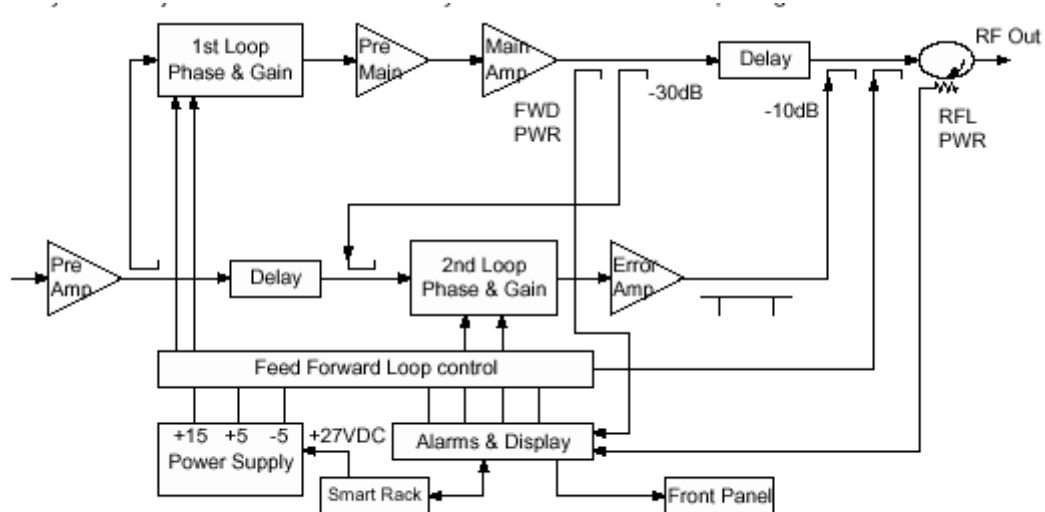 1st Loop
Phase & Gain
Pre
Main
Main
Amp
Delay
RF Out
-30dB
-10dB
FWD
PWR
RFL
PWR
Pre
Amp
Delay
2nd Loop
Phase & Gain
Error
Amp
Feed Forward Loop control
+15 +5 -5 +27VDC
Power Supply
Alarms & Display
Smart Rack
Front Panel